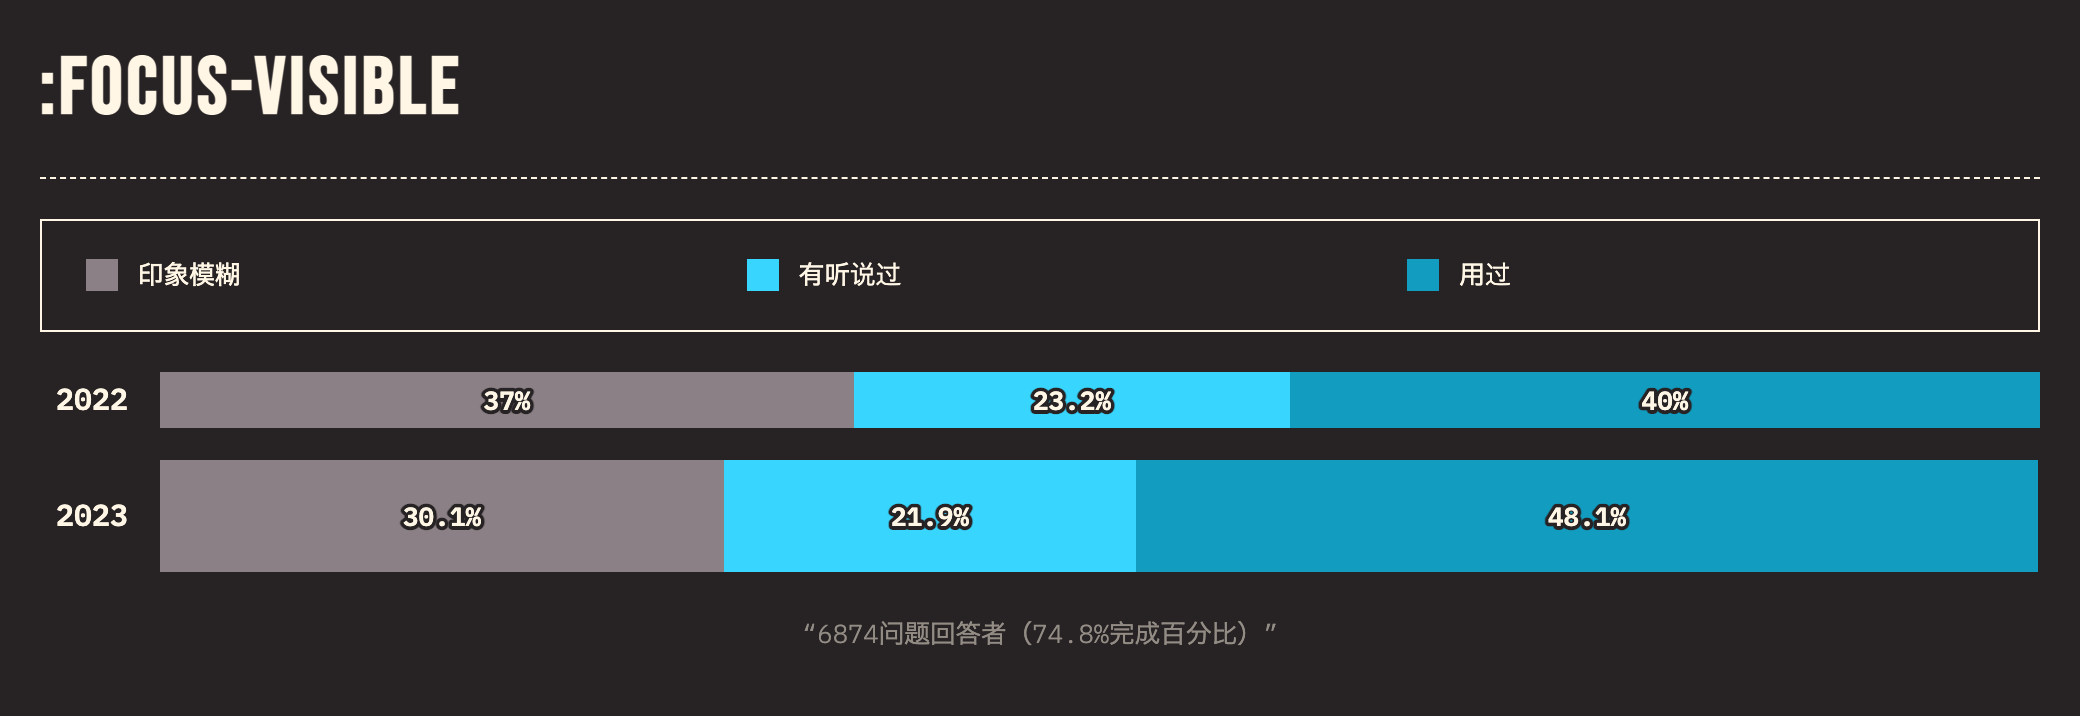 :FOCUS-VISIBLE
印象模糊 有听说过 用过
2022 37% 23.2% 40%
2023 30.1% 21.9% 48.1%
“6874问题回答者（74.8%完成百分比）”